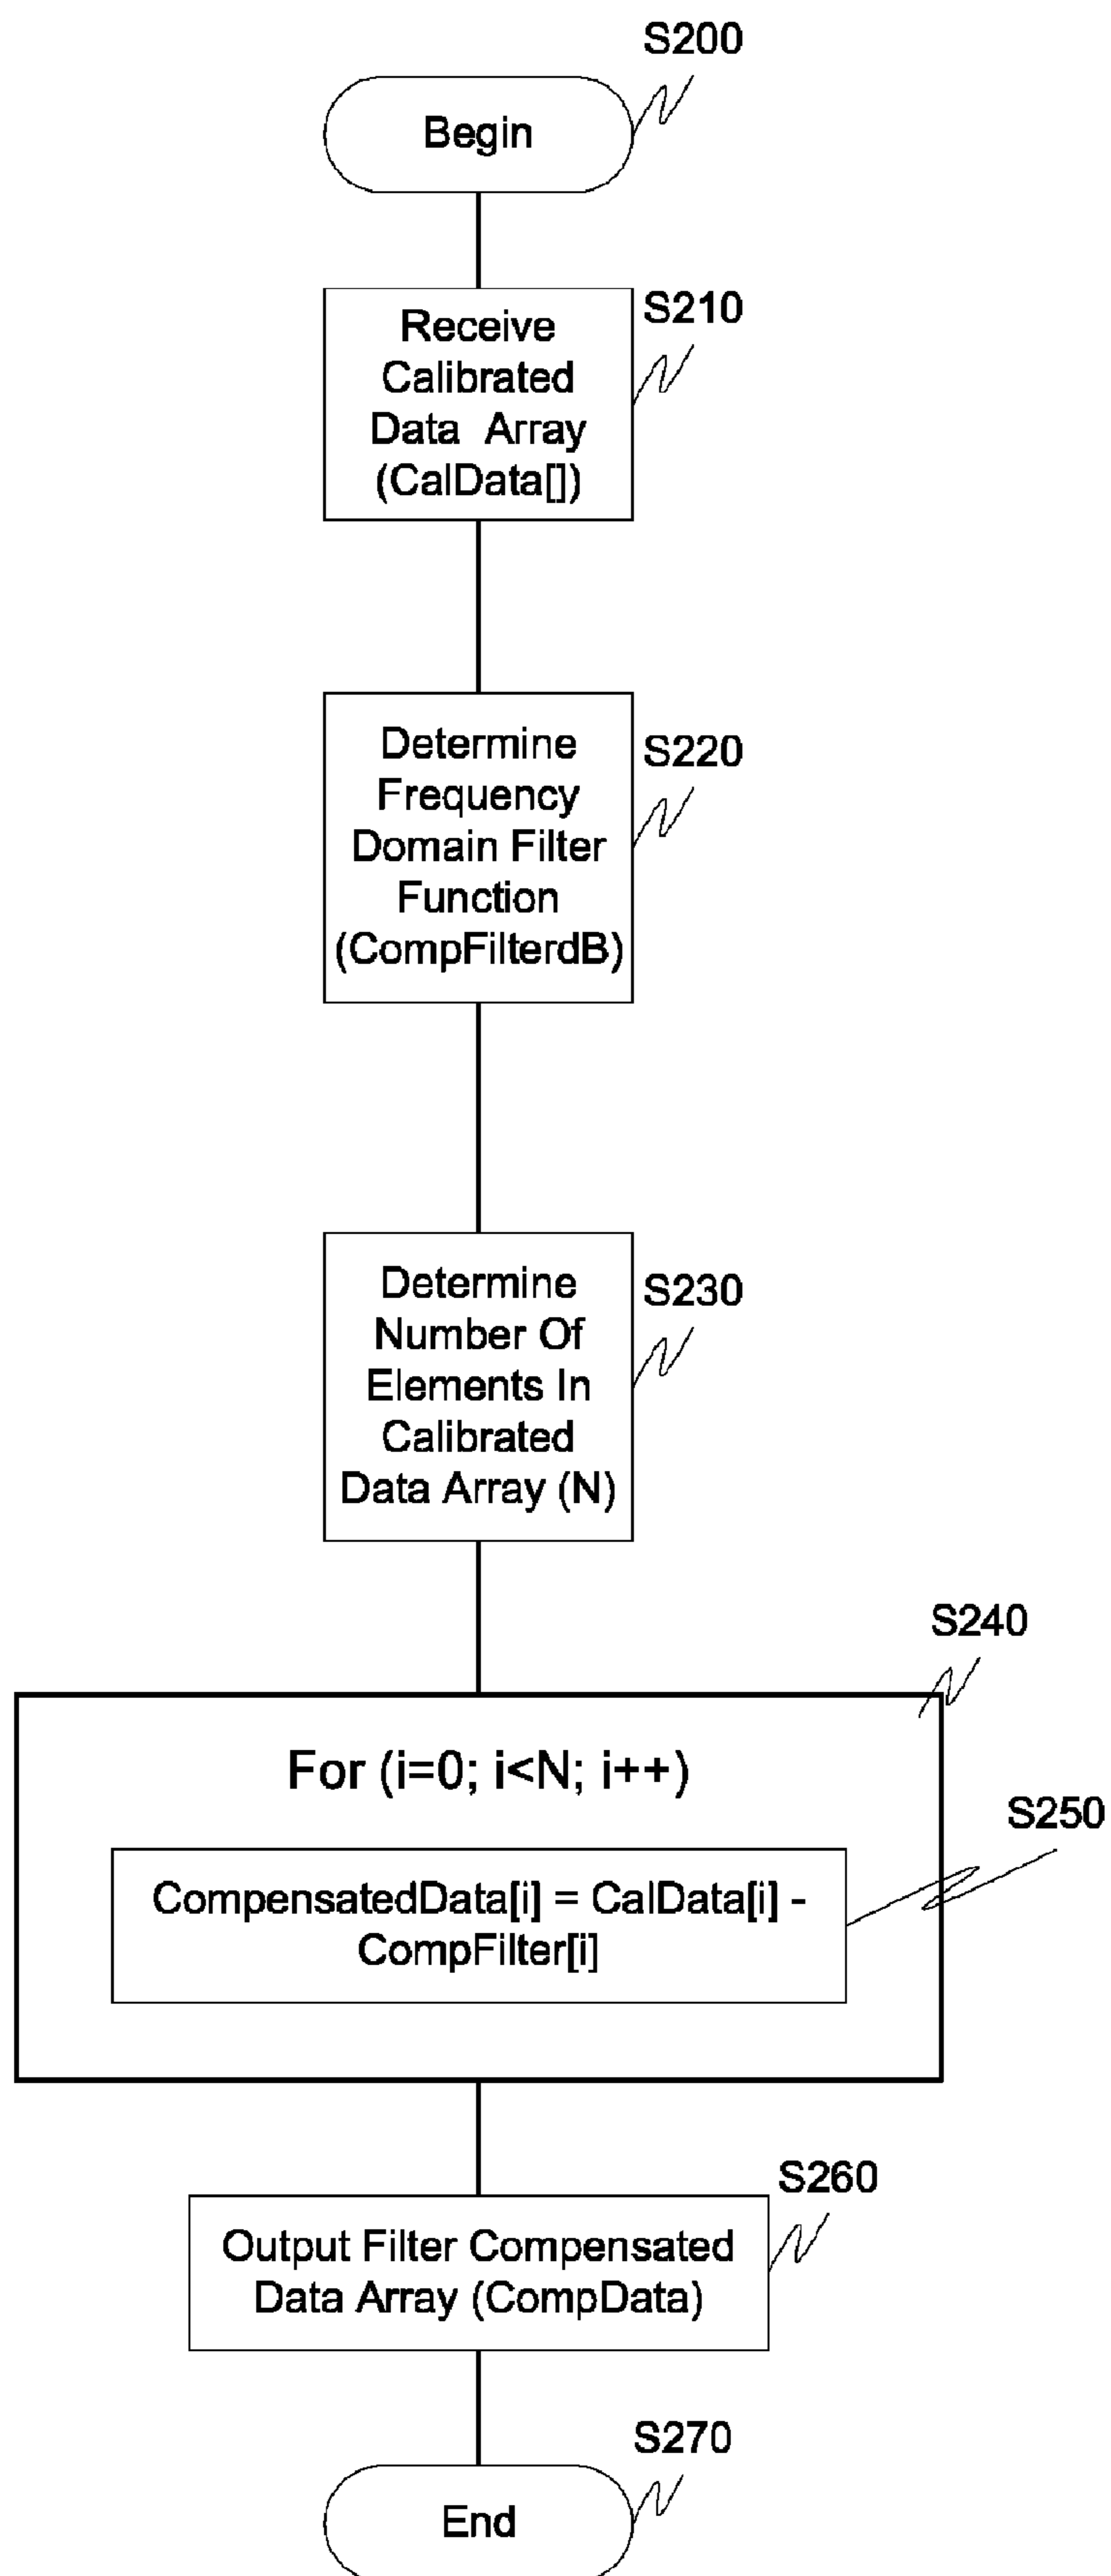 S200
Begin
S210
Receive
Calibrated
Data Array
(CalData[])
S220
Determine
Frequency
Domain Filter
Function
(CompFilterdB)
S230
Determine
Number Of
Elements In
Calibrated
Data Array (N)
S240
For (i=0; i<N; i++)
S250
CompensatedData[i] = CalData[i] -
CompFilter[i]
S260
Output Filter Compensated
Data Array (CompData)
S270
End